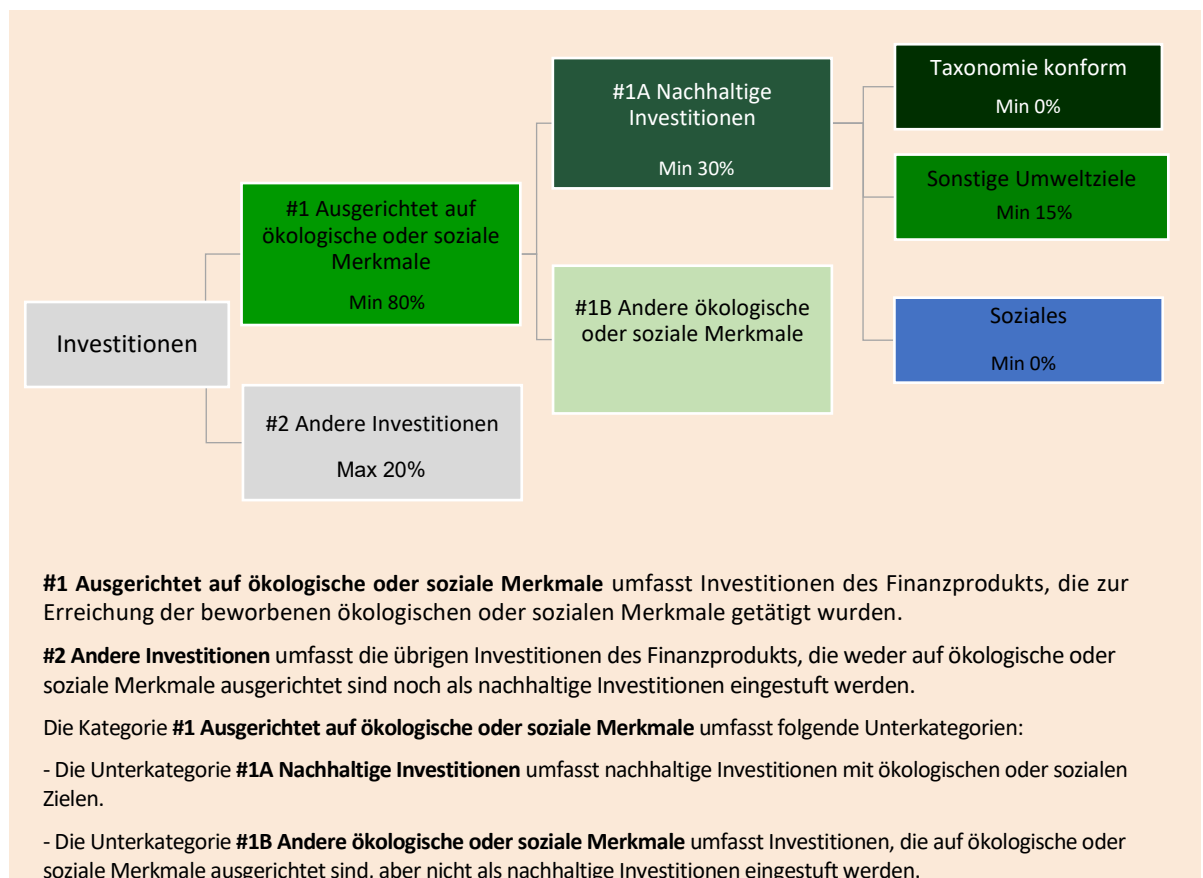 Investitionen
#1 Ausgerichtet auf
ökologische oder soziale
Merkmale
Min 80%
#2 Andere Investitionen
Max 20%
#1A Nachhaltige
Investitionen
Min 30%
#1B Andere ökologische
oder soziale Merkmale
Taxonomie konform
Min 0%
Sonstige Umweltziele
Min 15%
Soziales
Min 0%
#1 Ausgerichtet auf ökologische oder soziale Merkmale umfasst Investitionen des Finanzprodukts, die zur
Erreichung der beworbenen ökologischen oder sozialen Merkmale getätigt wurden.
#2 Andere Investitionen umfasst die übrigen Investitionen des Finanzprodukts, die weder auf ökologische oder
soziale Merkmale ausgerichtet sind noch als nachhaltige Investitionen eingestuft werden.
Die Kategorie #1 Ausgerichtet auf ökologische oder soziale Merkmale umfasst folgende Unterkategorien:
- Die Unterkategorie #1A Nachhaltige Investitionen umfasst nachhaltige Investitionen mit ökologischen oder sozialen
Zielen.
- Die Unterkategorie #1B Andere ökologische oder soziale Merkmale umfasst Investitionen, die auf ökologische oder
soziale Merkmale ausgerichtet sind, aber nicht als nachhaltige Investitionen eingestuft werden.